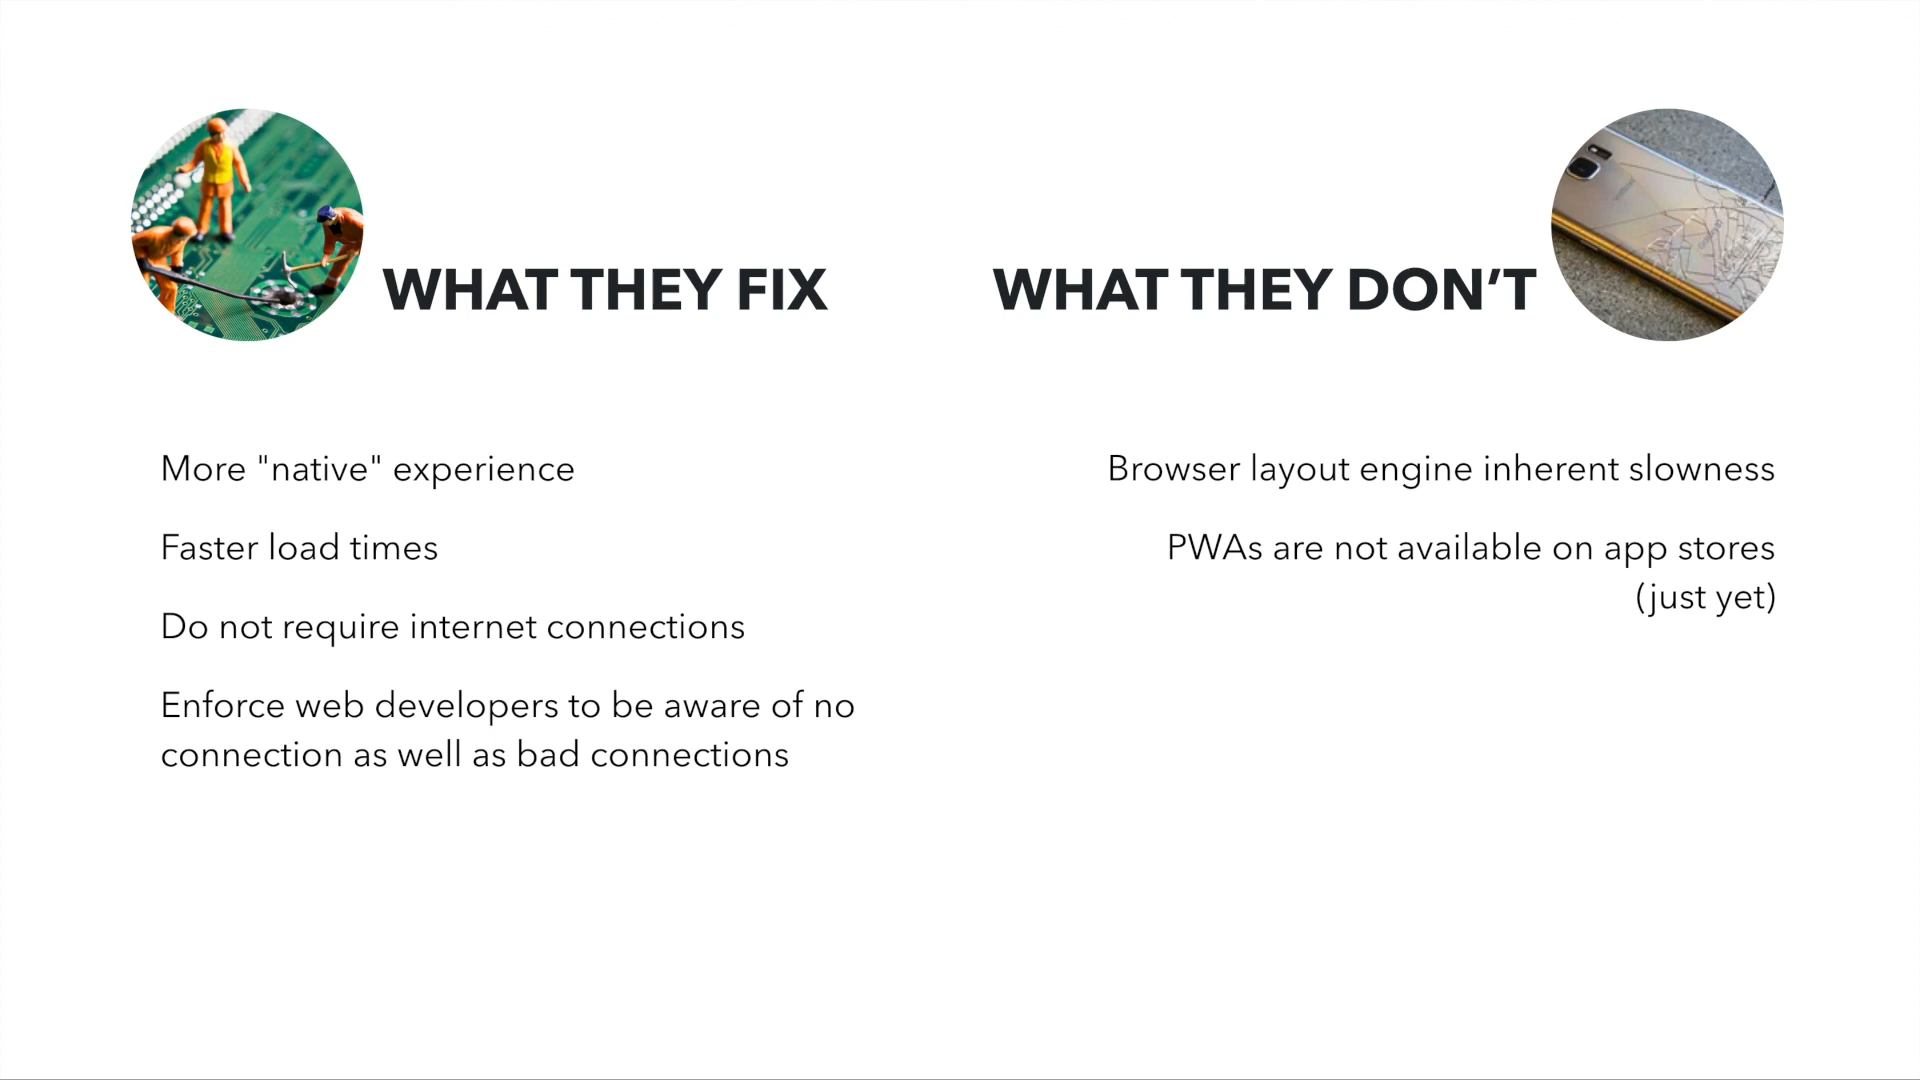 WHAT THEY FIX
More "native" experience
Faster load times
Do not require internet connections
Enforce web developers to be aware of no
connection as well as bad connections
WHAT THEY DON’T
Browser layout engine inherent slowness
PWAs are not available on app stores
(just yet)